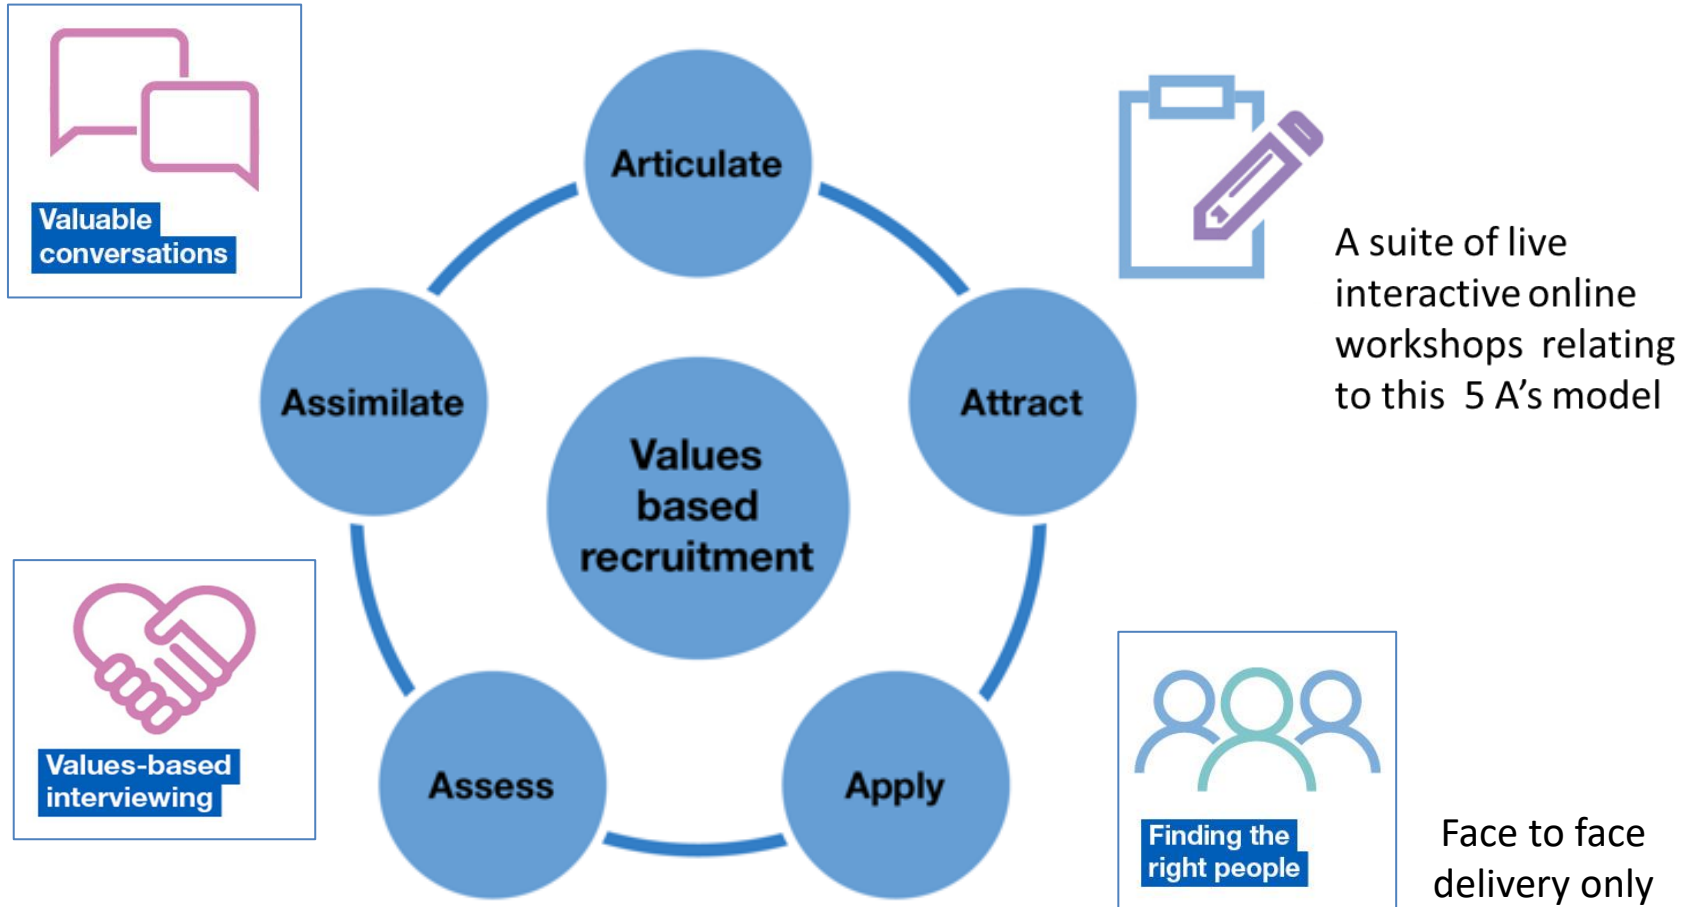 Valuable
conversations
Articulate
A suite of live
interactive online
workshops relating
to this 5 A’s model
Assimilate
Attract
Values
based
recruitment
Values-based
interviewing
Assess
Apply
Finding the
right people
Face to face
delivery only